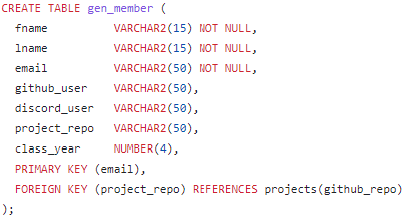 CREATE TABLE gen_member (
fname VARCHAR2(15) NOT NULL,
lname VARCHAR2(15) NOT NULL,
email VARCHAR2(50) NOT NULL,
github_user VARCHAR2(50),
discord_user VARCHAR2(50),
project_repo VARCHAR2(50),
class_year NUMBER(4),
PRIMARY KEY (email),
FOREIGN KEY (project_repo) REFERENCES projects(github_repo)
);